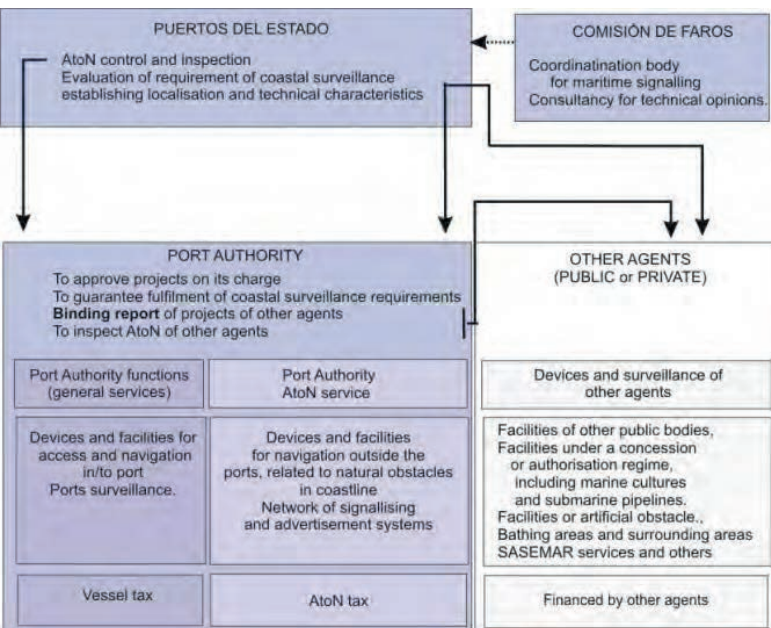 PUERTOS DEL ESTADO
AtoN control and inspection
Evaluation of requirement of coastal surveillance
establishing localisation and technical characteristics
COMISIÓN DE FAROS
Coordinatination body
for maritime signalling
Consultancy for technical opinions.
PORT AUTHORITY
To approve projects on its charge
To guarantee fulfilment of coastal surveillance requirements
Binding report of projects of other agents
To inspect AtoN of other agents
OTHER AGENTS
(PUBLIC or PRIVATE)
Port Authority functions
(general services)
Port Authority
AtoN service
Devices and surveillance of
other agents
Devices and facilities for
access and navigation
in/to port
Ports surveillance.
Devices and facilities
for navigation outside the
ports, related to natural obstacles
in coastline
Network of signallising
and advertisement systems
Facilities of other public bodies,
Facilities under a concession
or authorisation regime,
including marine cultures
and submarine pipelines.
Facilities or artificial obstacle.,
Bathing areas and surrounding areas
SASEMAR services and others
Vessel tax
AtoN tax
Financed by other agents